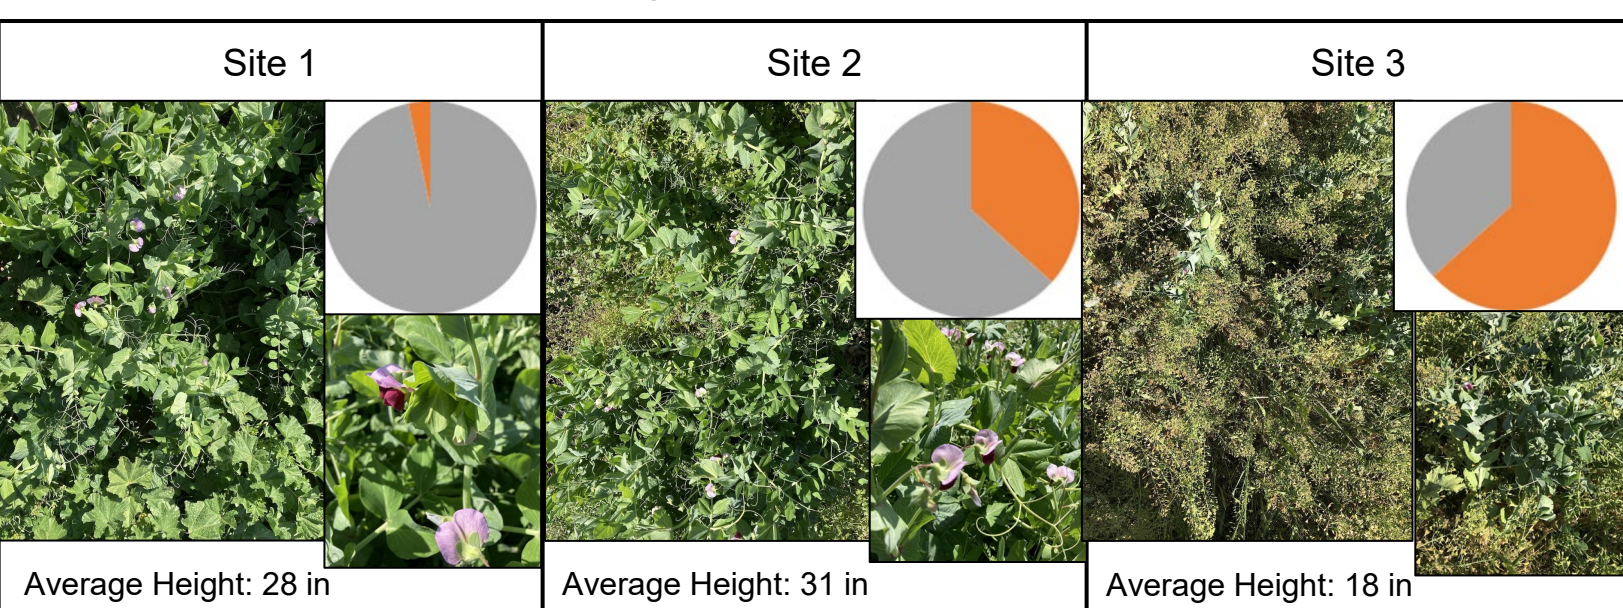 Site 1
Site 2
Site 3
Average Height: 28 in
Average Height: 31 in
Average Height: 18 in